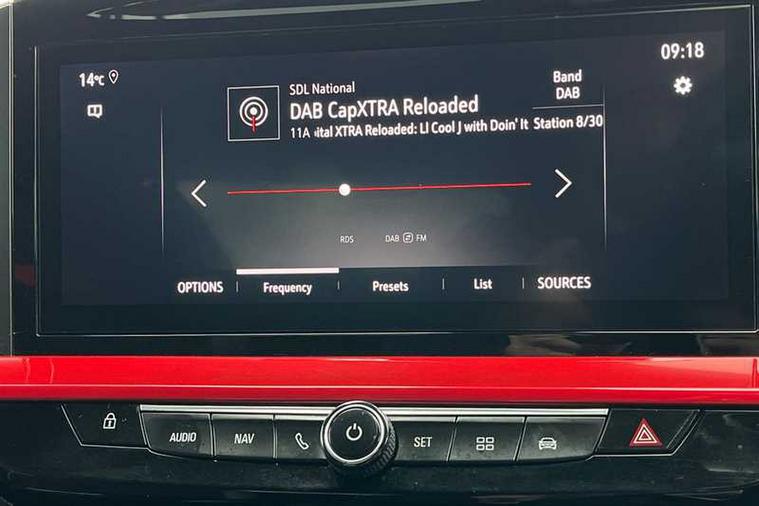 14°C
09:18
SDL National
DAB CapXTRA Reloaded
11A ital XTRA Reloaded: Ll Cool J with Doin' It
Band
DAB
Station 8/30
RDS
DAB FM
OPTIONS
Frequency
Presets
List
SOURCES
AUDIO
NAV
SET